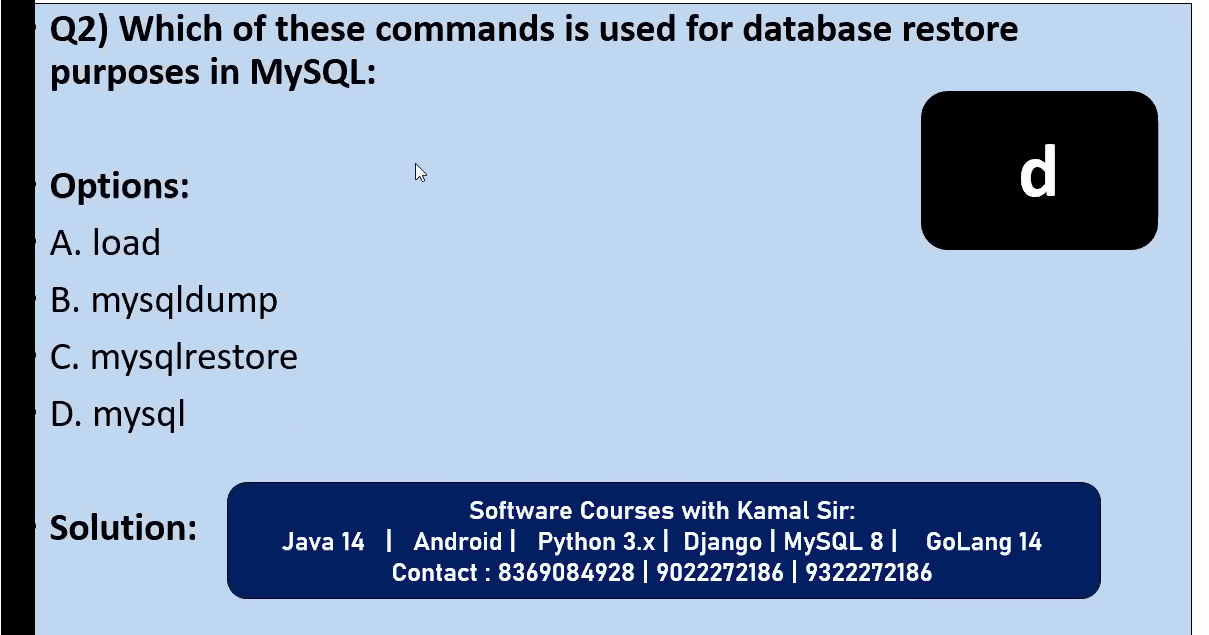 Q2) Which of these commands is used for database restore
purposes in MySQL:
d
Options:
A. load
B. mysqldump
C. mysqlrestore
D. mysql
Solution:
Software Courses with Kamal Sir:
Java 14 | Android | Python 3.x | Django | MySQL 8 | GoLang 14
Contact : 8369084928 | 9022272186 | 9322272186